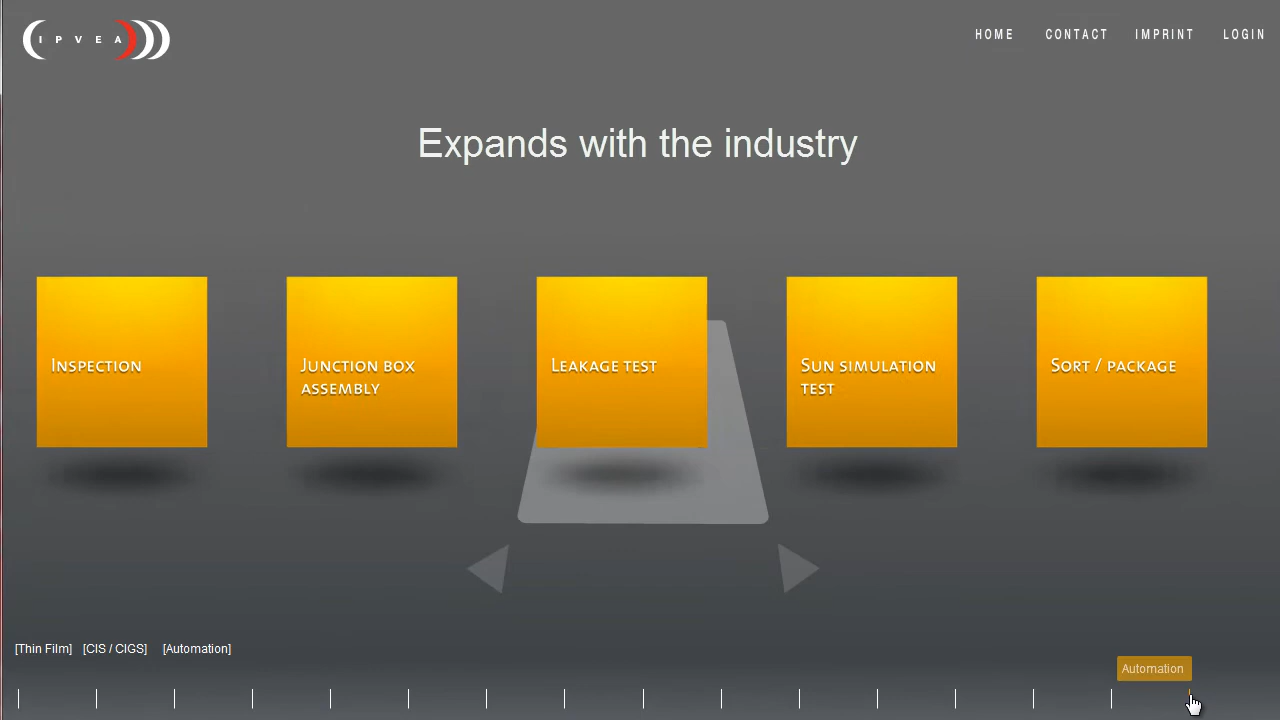 IPVEA
HOME CONTACT IMPRINT LOGIN
Expands with the industry
Inspection
Junction box
assembly
Leakage test
Sun simulation
test
Sort / package
[Thin Film] [CIS / CIGS] [Automation]
Automation